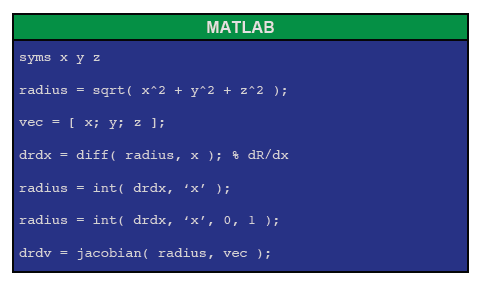 MATLAB
syms x y z
radius = sqrt( x^2 + y^2 + z^2 );
vec = [ x; y; z ];
drdx = diff( radius, x ); % dR/dx
radius = int( drdx, ‘x’ );
radius = int( drdx, ‘x’, 0, 1 );
drdv = jacobian( radius, vec );